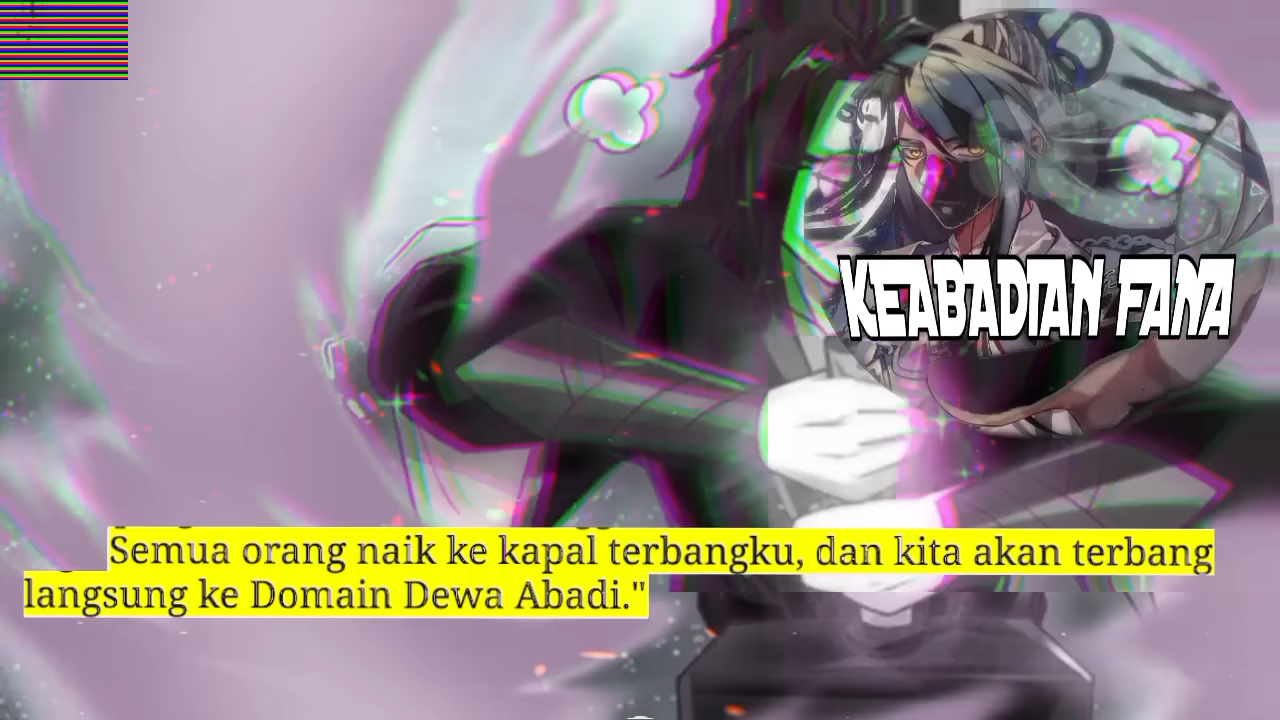 KEABADIAN FANA
Semua orang naik ke kapal terbangku, dan kita akan terbang
langsung ke Domain Dewa Abadi."